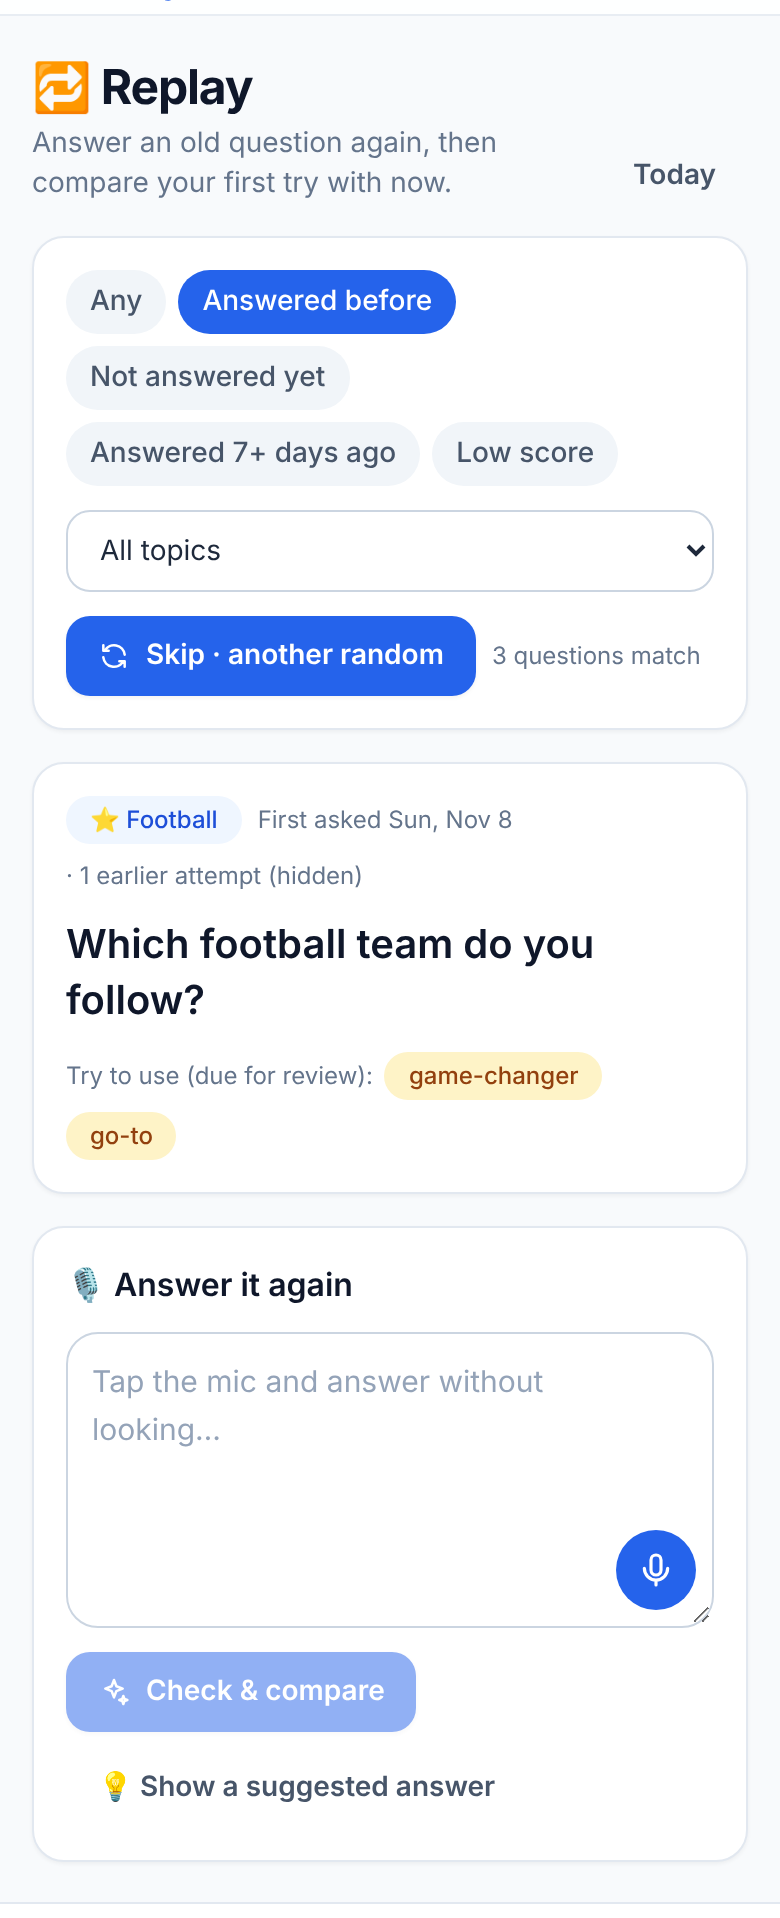 Replay
Answer an old question again, then
compare your first try with now.
Today
Any
Answered before
Not answered yet
Answered 7+ days ago
Low score
All topics
Skip · another random
3 questions match
⭐ Football
First asked Sun, Nov 8
· 1 earlier attempt (hidden)
Which football team do you
follow?
Try to use (due for review):
game-changer
go-to
Answer it again
Tap the mic and answer without
looking...
Check & compare
Show a suggested answer